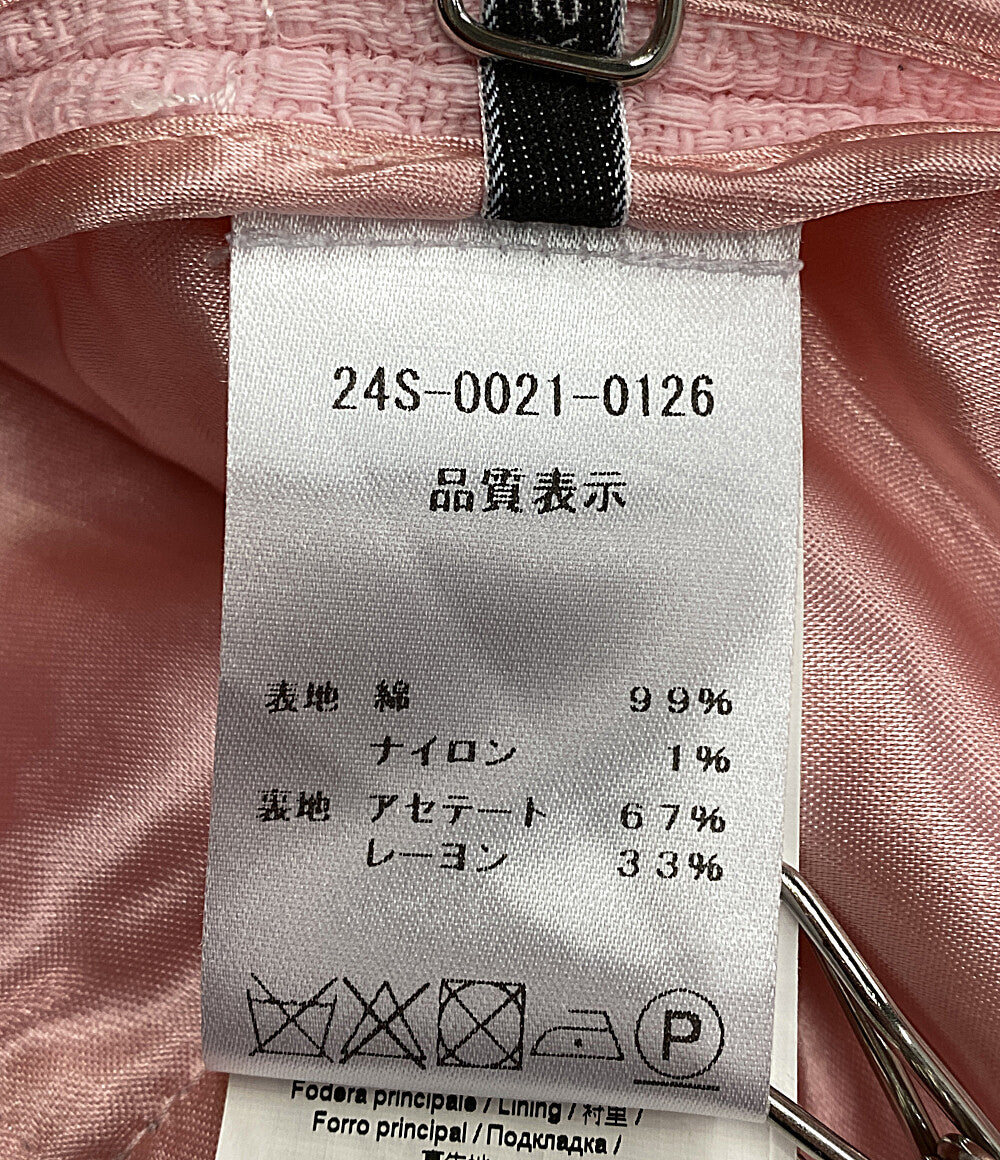 24S-0021-0126
品質表示
表地 綿 99%
ナイロン 1%
裏地 アセテート 67%
レーヨン 33%
P
Fodera principale / Lining / 衬里 /
Forro principal / Подкладка /